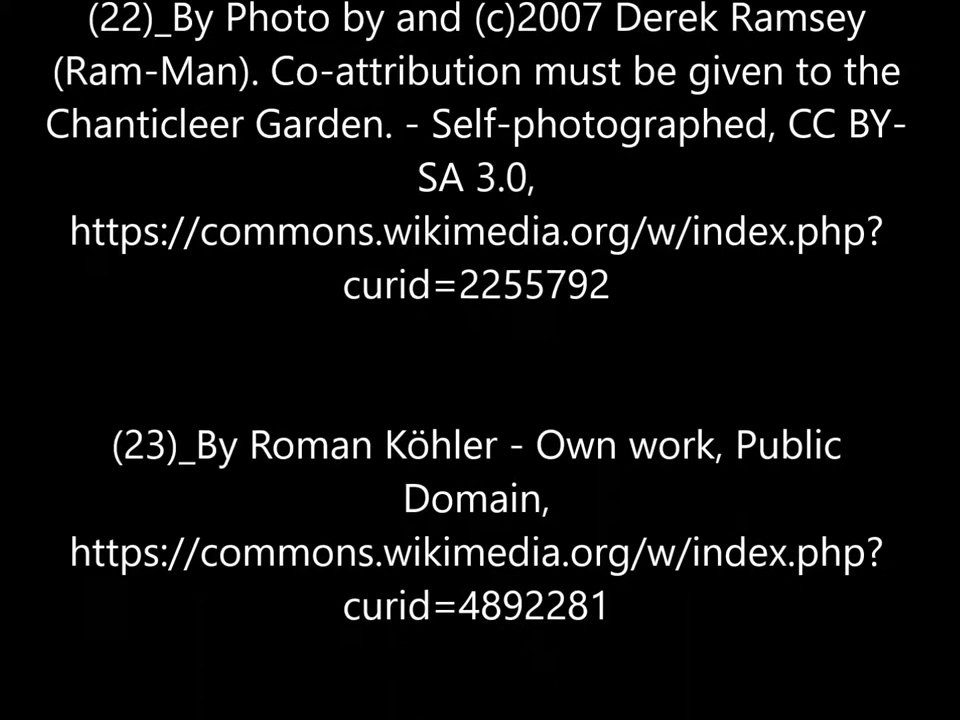 (22)_By Photo by and (c)2007 Derek Ramsey
(Ram-Man). Co-attribution must be given to the
Chanticleer Garden. - Self-photographed, CC BY-
SA 3.0,
https://commons.wikimedia.org/w/index.php?
curid=2255792
(23)_By Roman Köhler - Own work, Public
Domain,
https://commons.wikimedia.org/w/index.php?
curid=4892281